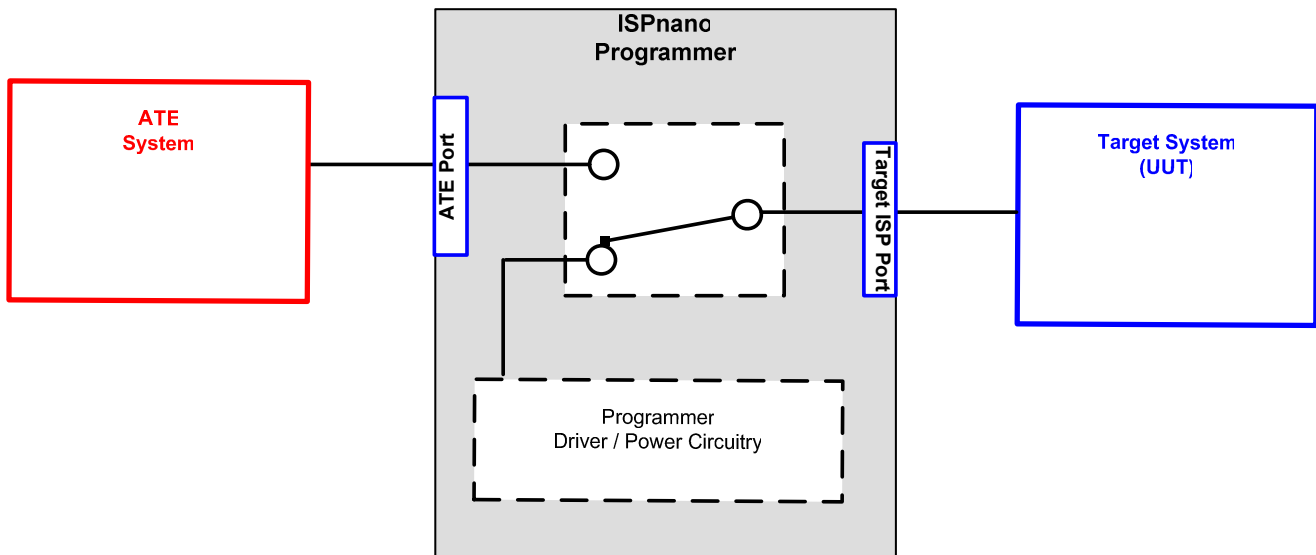 ISPnano
Programmer
ATE
System
ATE Port
Target ISP Port
Target System
(UUT)
Programmer
Driver / Power Circuitry